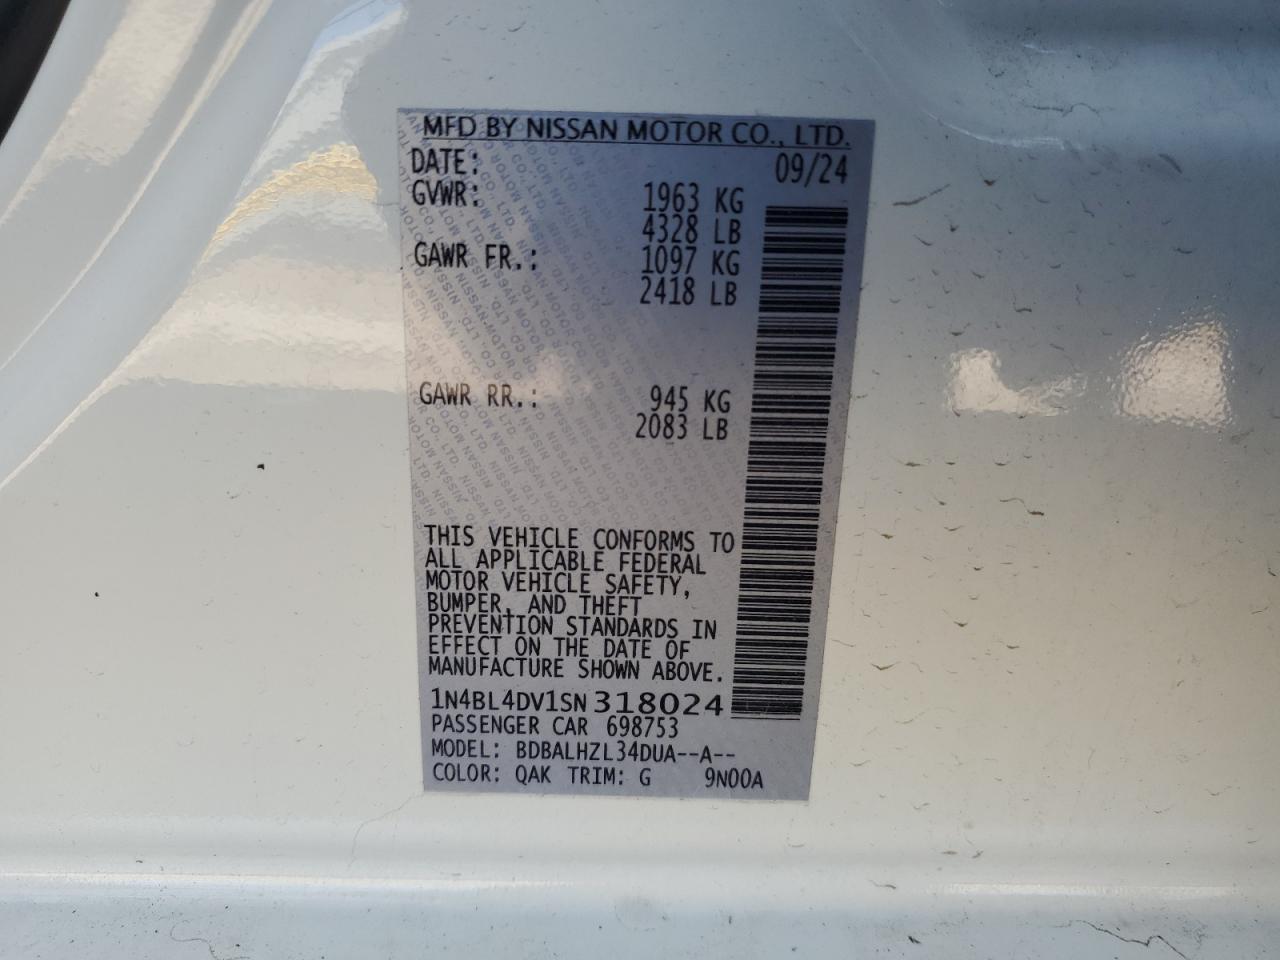 MFD BY NISSAN MOTOR CO., LTD.
DATE: 09/24
GVWR: 1963 KG
4328 LB
GAWR FR.: 1097 KG
2418 LB
GAWR RR.: 945 KG
2083 LB
THIS VEHICLE CONFORMS TO
ALL APPLICABLE FEDERAL
MOTOR VEHICLE SAFETY,
BUMPER, AND THEFT
PREVENTION STANDARDS IN
EFFECT ON THE DATE OF
MANUFACTURE SHOWN ABOVE.
1N4BL4DV1SN318024
PASSENGER CAR 698753
MODEL: BDBALHZL34DUA--A--
COLOR: QAK TRIM: G 9N00A